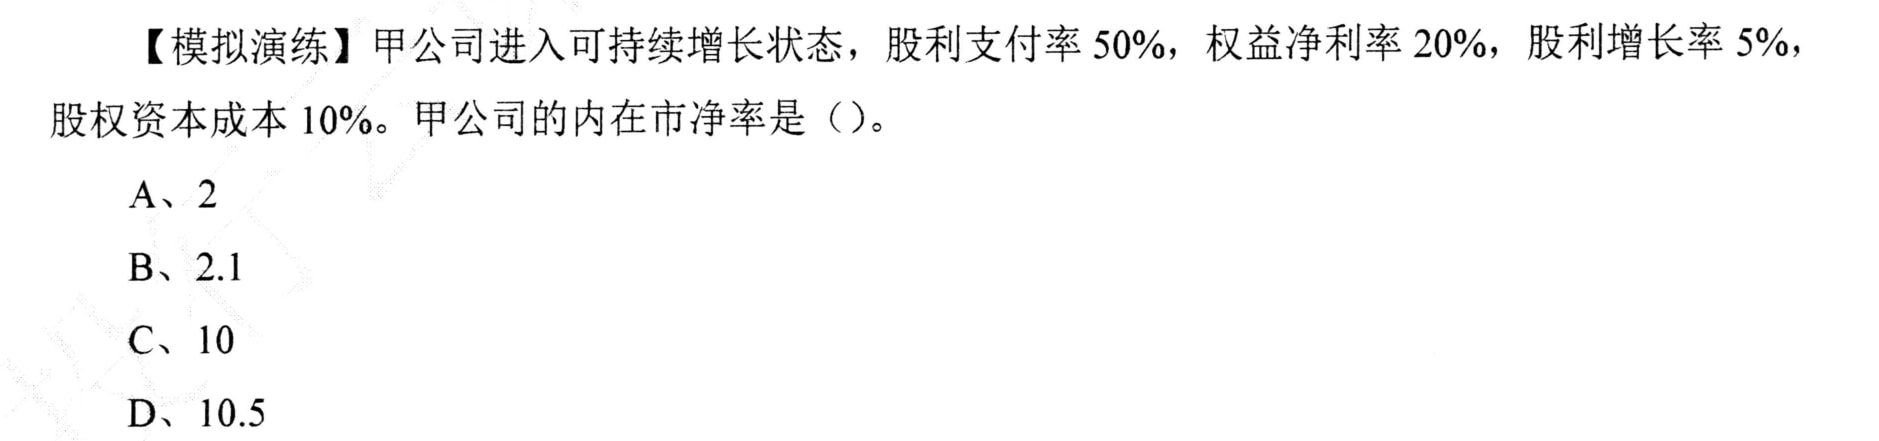 【模拟演练】甲公司进入可持续增长状态，股利支付率 50%，权益净利率 20%，股利增长率 5%，
股权资本成本 10%。甲公司的内在市净率是（）。
A、2
B、2.1
C、10
D、10.5